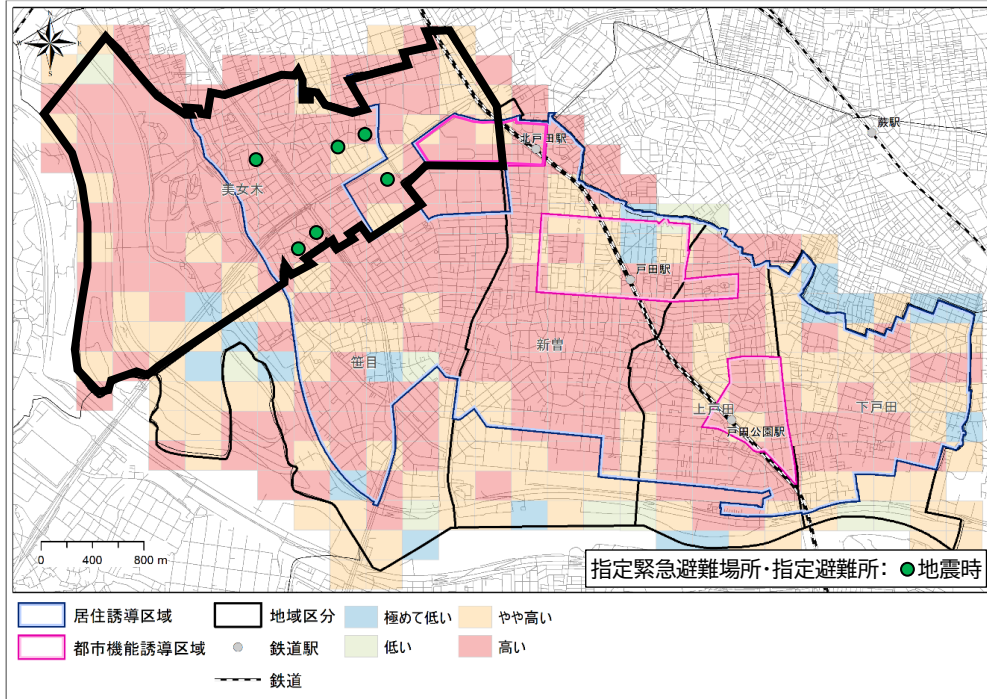 N
W
E
S
蕨駅
北戸田駅
美女木
戸田駅
新曽
笹目
上戸田
下戸田
戸田公園駅
0 400 800 m
指定緊急避難場所・指定避難所： 地震時
居住誘導区域 地域区分 極めて低い やや高い
都市機能誘導区域 鉄道駅 低い 高い
鉄道